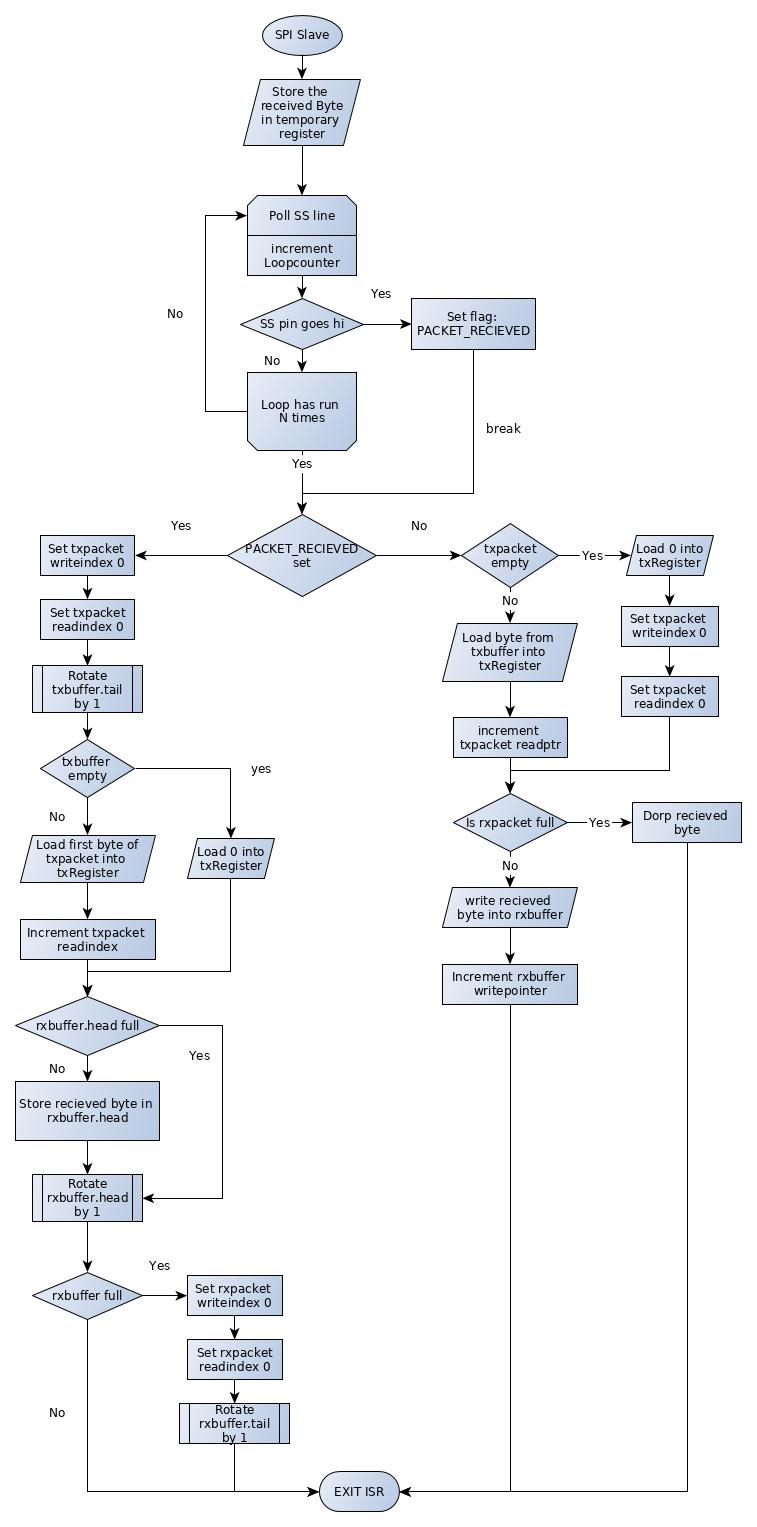 SPI Slave
Store the
received Byte
in temporary
register
Poll SS line
increment
Loopcounter
SS pin goes hi
Yes
Set flag:
PACKET_RECIEVED
No
No
Loop has run
N times
break
Yes
PACKET_RECIEVED
set
Yes
No
Set txpacket
writeindex 0
Set txpacket
readindex 0
Rotate
txbuffer.tail
by 1
txbuffer
empty
yes
No
Load first byte of
txpacket into
txRegister
Load 0 into
txRegister
Increment txpacket
readindex
rxbuffer.head full
Yes
No
Store recieved byte in
rxbuffer.head
Rotate
rxbuffer.head
by 1
rxbuffer full
Yes
Set rxpacket
writeindex 0
Set rxpacket
readindex 0
Rotate
rxbuffer.tail
by 1
No
txpacket
empty
Yes
Load 0 into
txRegister
No
Set txpacket
writeindex 0
Set txpacket
readindex 0
Load byte from
txbuffer into
txRegister
increment
txpacket readptr
Is rxpacket full
Yes
Dorp recieved
byte
No
write recieved
byte into rxbuffer
Increment rxbuffer
writepointer
EXIT ISR